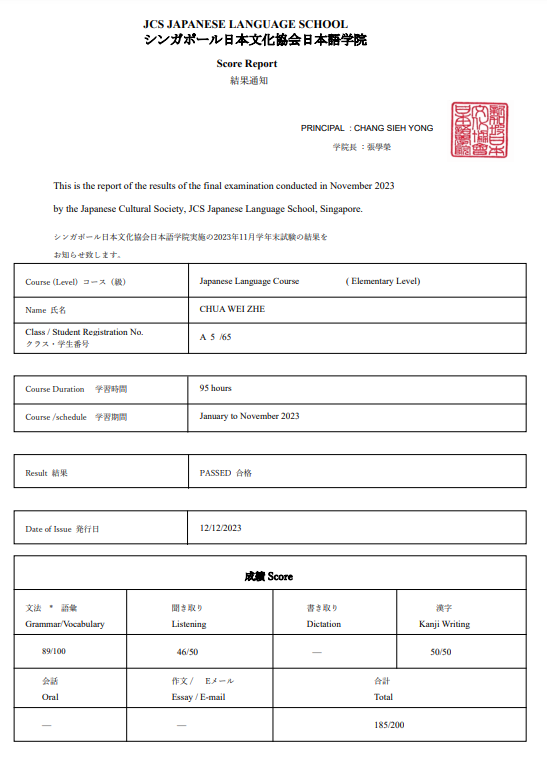 JCS JAPANESE LANGUAGE SCHOOL
シンガポール日本文化協会日本語学院
Score Report
結果通知
PRINCIPAL : CHANG SIEH YONG
学院長 : 張學榮
This is the report of the results of the final examination conducted in November 2023
by the Japanese Cultural Society, JCS Japanese Language School, Singapore.
シンガポール日本文化協会日本語学院実施の2023年11月学年末試験の結果を
お知らせ致します.
Course (Level) コース（級） Japanese Language Course ( Elementary Level)
Name 氏名 CHUA WEI ZHE
Class / Student Registration No.
クラス・学生番号 A 5 /65
Course Duration 学習時間 95 hours
Course /schedule 学習期間 January to November 2023
Result 結果 PASSED 合格
Date of Issue 発行日 12/12/2023
成績 Score
文法 * 語彙 聞き取り 書き取り 漢字
Grammar/Vocabulary Listening Dictation Kanji Writing
89/100 46/50 — 50/50
会話 作文 / Eメール 合計
Oral Essay / E-mail Total
— — 185/200